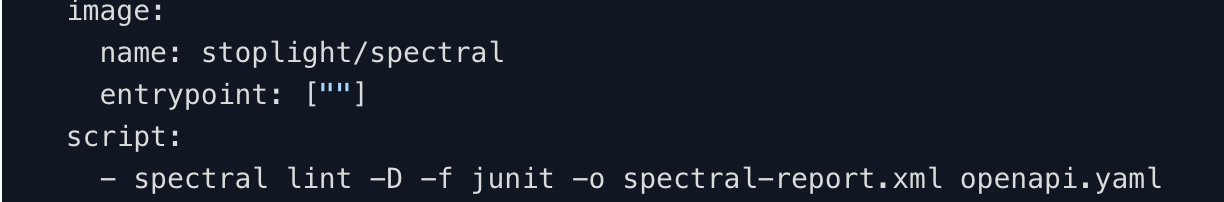 image:
name: stoplight/spectral
entrypoint: [""]
script:
- spectral lint -D -f junit -o spectral-report.xml openapi.yaml